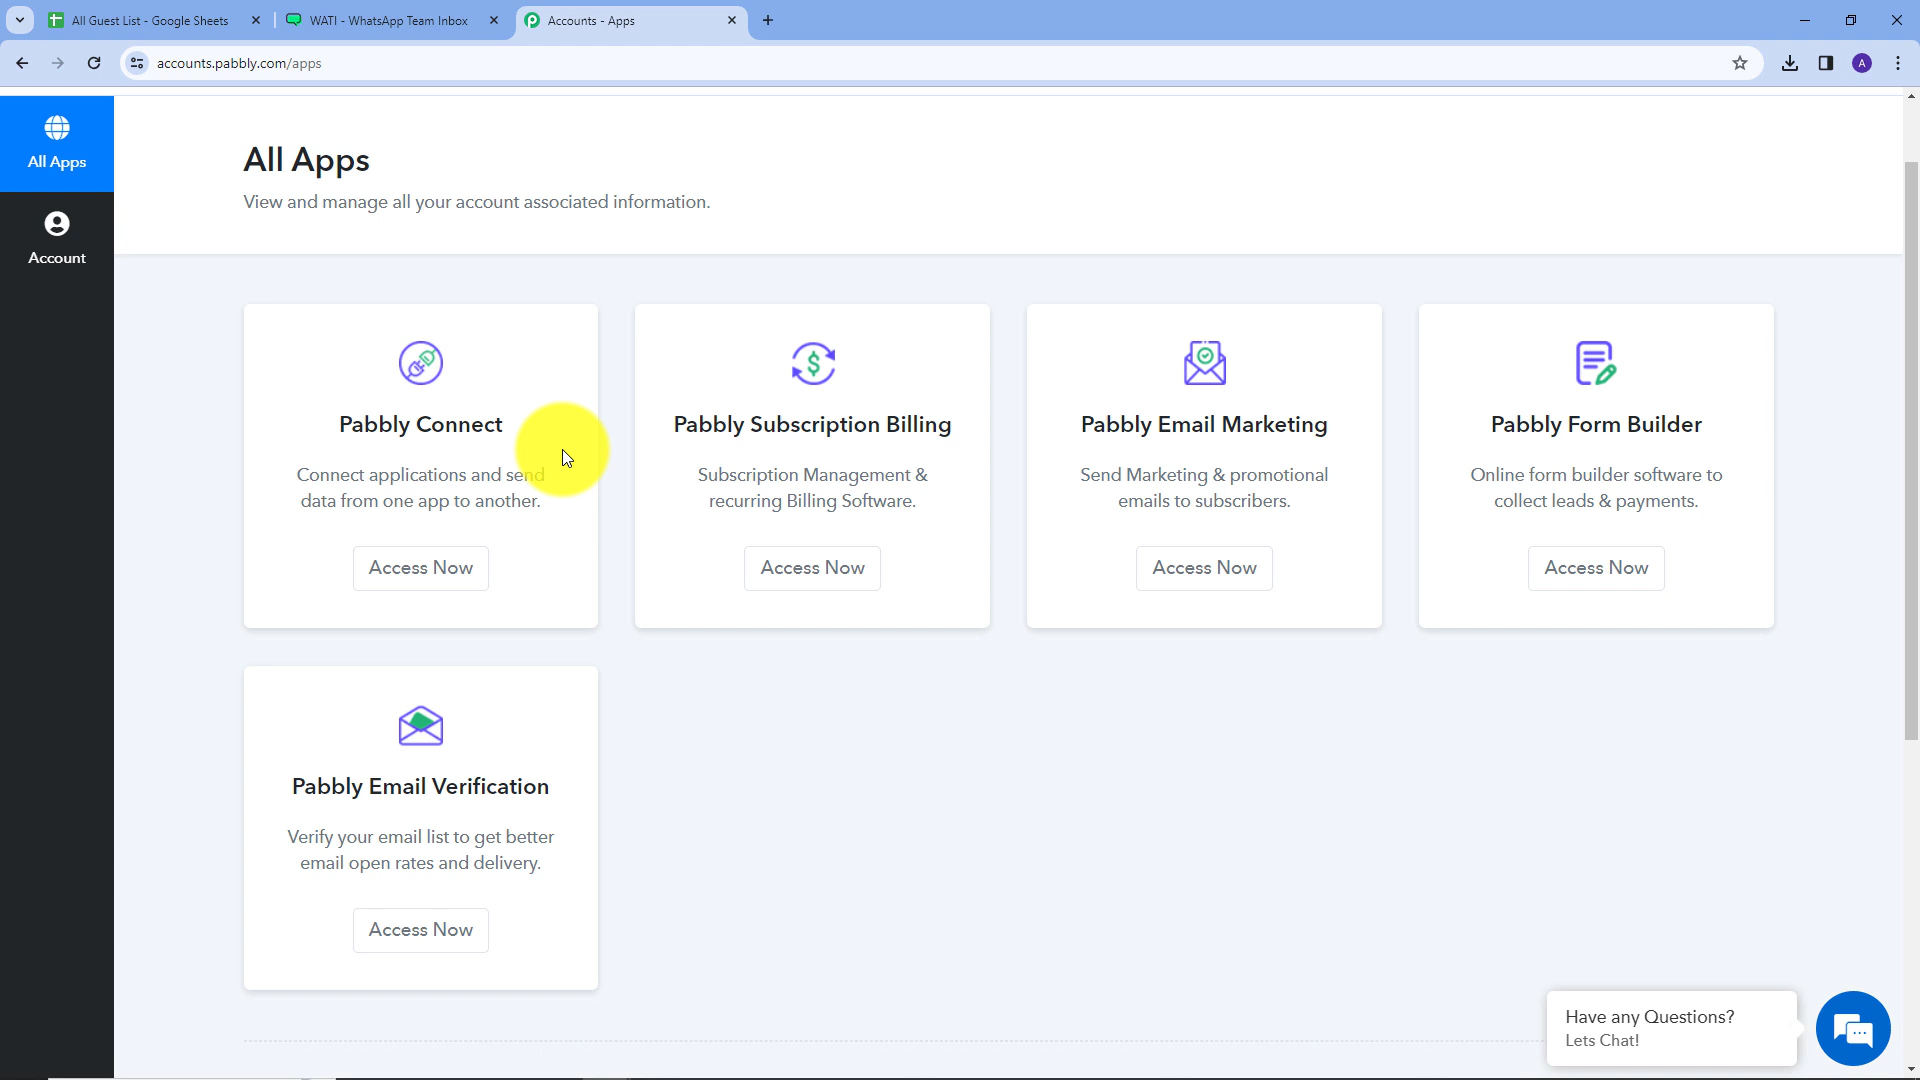 All Guest List - Google Sheets
WATI - WhatsApp Team Inbox
Accounts - Apps
accounts.pabbly.com/apps
A
All Apps
Account
All Apps
View and manage all your account associated information.
Pabbly Connect
Connect applications and send
data from one app to another.
Access Now
Pabbly Subscription Billing
Subscription Management &
recurring Billing Software.
Access Now
Pabbly Email Marketing
Send Marketing & promotional
emails to subscribers.
Access Now
Pabbly Form Builder
Online form builder software to
collect leads & payments.
Access Now
Pabbly Email Verification
Verify your email list to get better
email open rates and delivery.
Access Now
Have any Questions?
Lets Chat!